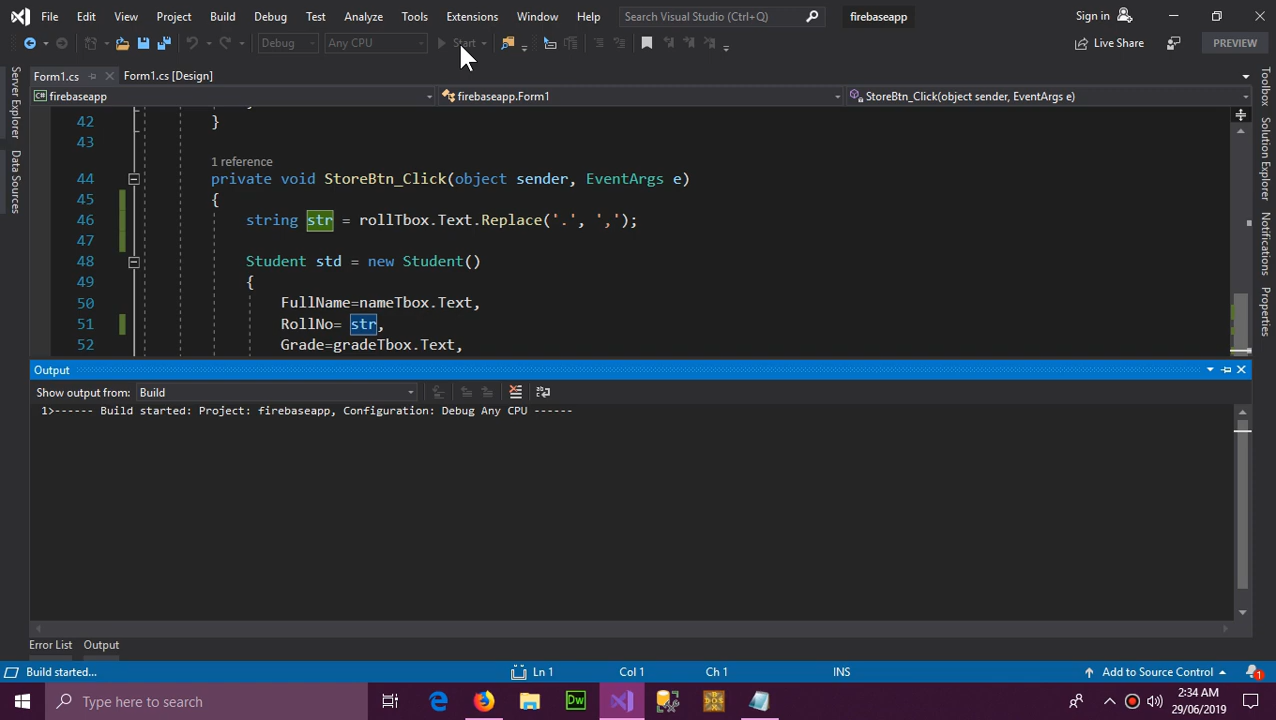 File Edit View Project Build Debug Test Analyze Tools Extensions Window Help Search Visual Studio (Ctrl+Q) firebaseapp Sign in
Debug Any CPU Start Live Share PREVIEW
Form1.cs Form1.cs [Design]
firebaseapp firebaseapp.Form1 StoreBtn_Click(object sender, EventArgs e)
Server Explorer
Data Sources
Toolbox
Solution Explorer
Notifications
Properties
42 }
43
1 reference
44 private void StoreBtn_Click(object sender, EventArgs e)
45 {
46 string str = rollTbox.Text.Replace('.', ',');
47
48 Student std = new Student()
49 {
50 FullName=nameTbox.Text,
51 RollNo= str,
52 Grade=gradeTbox.Text,
Output
Show output from: Build
1>------ Build started: Project: firebaseapp, Configuration: Debug Any CPU ------
Error List Output
Build started... Ln 1 Col 1 Ch 1 INS Add to Source Control 1
Type here to search Dw DOS 2:34 AM
29/06/2019